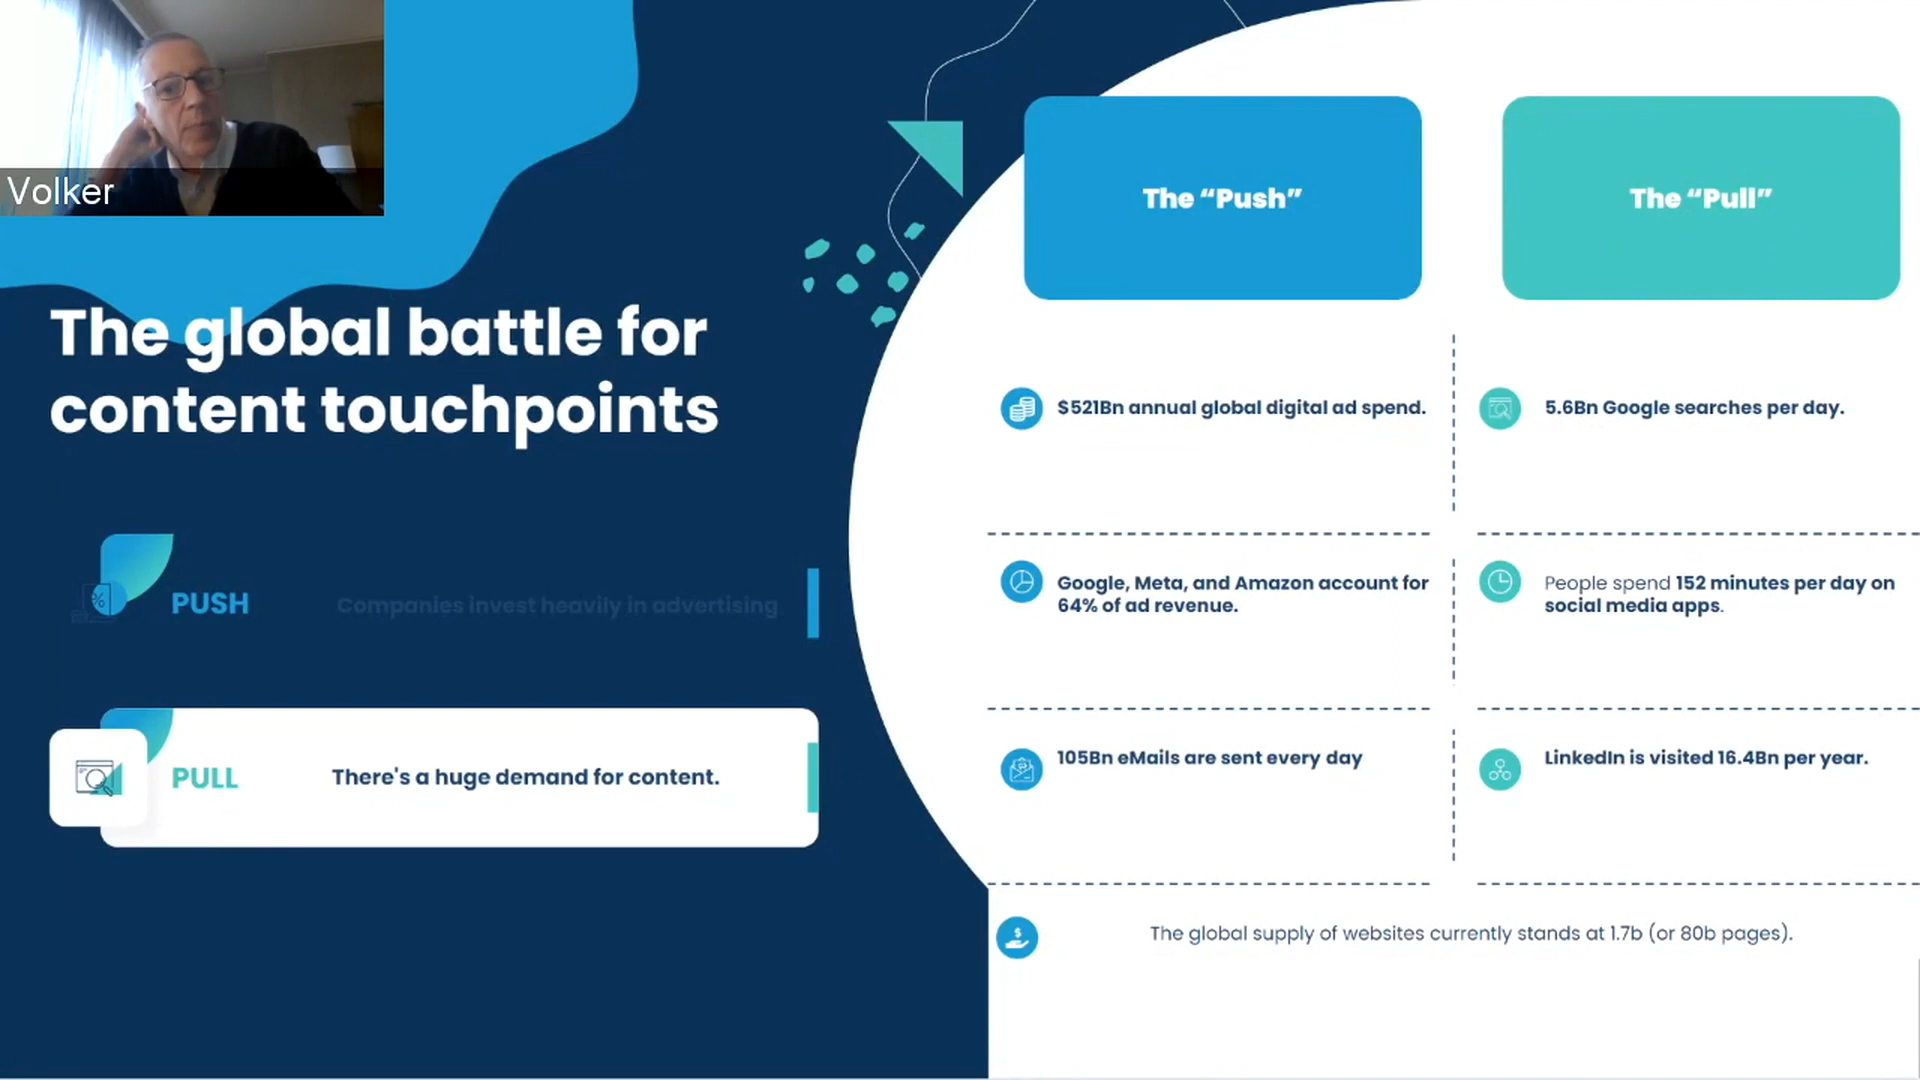 Volker
The global battle for
content touchpoints
PUSH
Companies invest heavily in advertising
PULL
There's a huge demand for content.
The “Push”
The “Pull”
$521Bn annual global digital ad spend.
5.6Bn Google searches per day.
Google, Meta, and Amazon account for
64% of ad revenue.
People spend 152 minutes per day on
social media apps.
105Bn eMails are sent every day
LinkedIn is visited 16.4Bn per year.
The global supply of websites currently stands at 1.7b (or 80b pages).